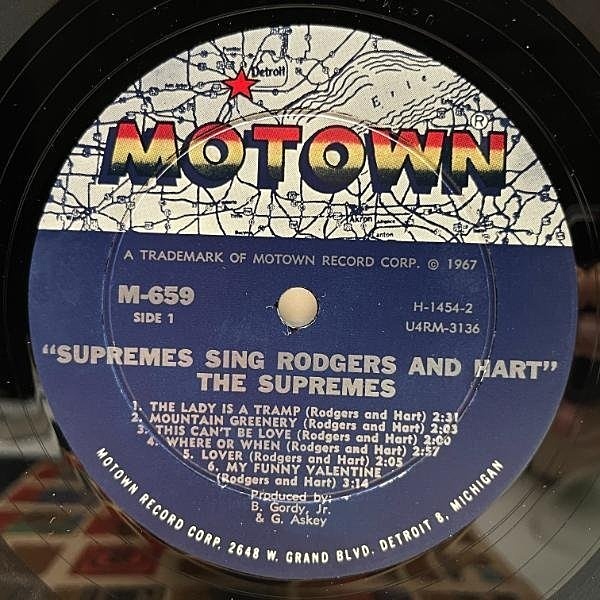 Detroit
Erie
MOTOWN®
Akron
Canton
A TRADEMARK OF MOTOWN RECORD CORP. © 1967
M-659
SIDE 1
H-1454-2
U4RM-3136
"SUPREMES SING RODGERS AND HART"
THE SUPREMES
1. THE LADY IS A TRAMP (Rodgers and Hart) 2:31
2. MOUNTAIN GREENERY (Rodgers and Hart) 2:03
3. THIS CAN'T BE LOVE (Rodgers and Hart) 2:00
4. WHERE OR WHEN (Rodgers and Hart) 2:57
5. LOVER (Rodgers and Hart) 2:05
6. MY FUNNY VALENTINE
(Rodgers and Hart) 3:14
Produced by:
B. Gordy, Jr.
& G. Askey
MOTOWN RECORD CORP. 2648 W. GRAND BLVD. DETROIT 8, MICHIGAN